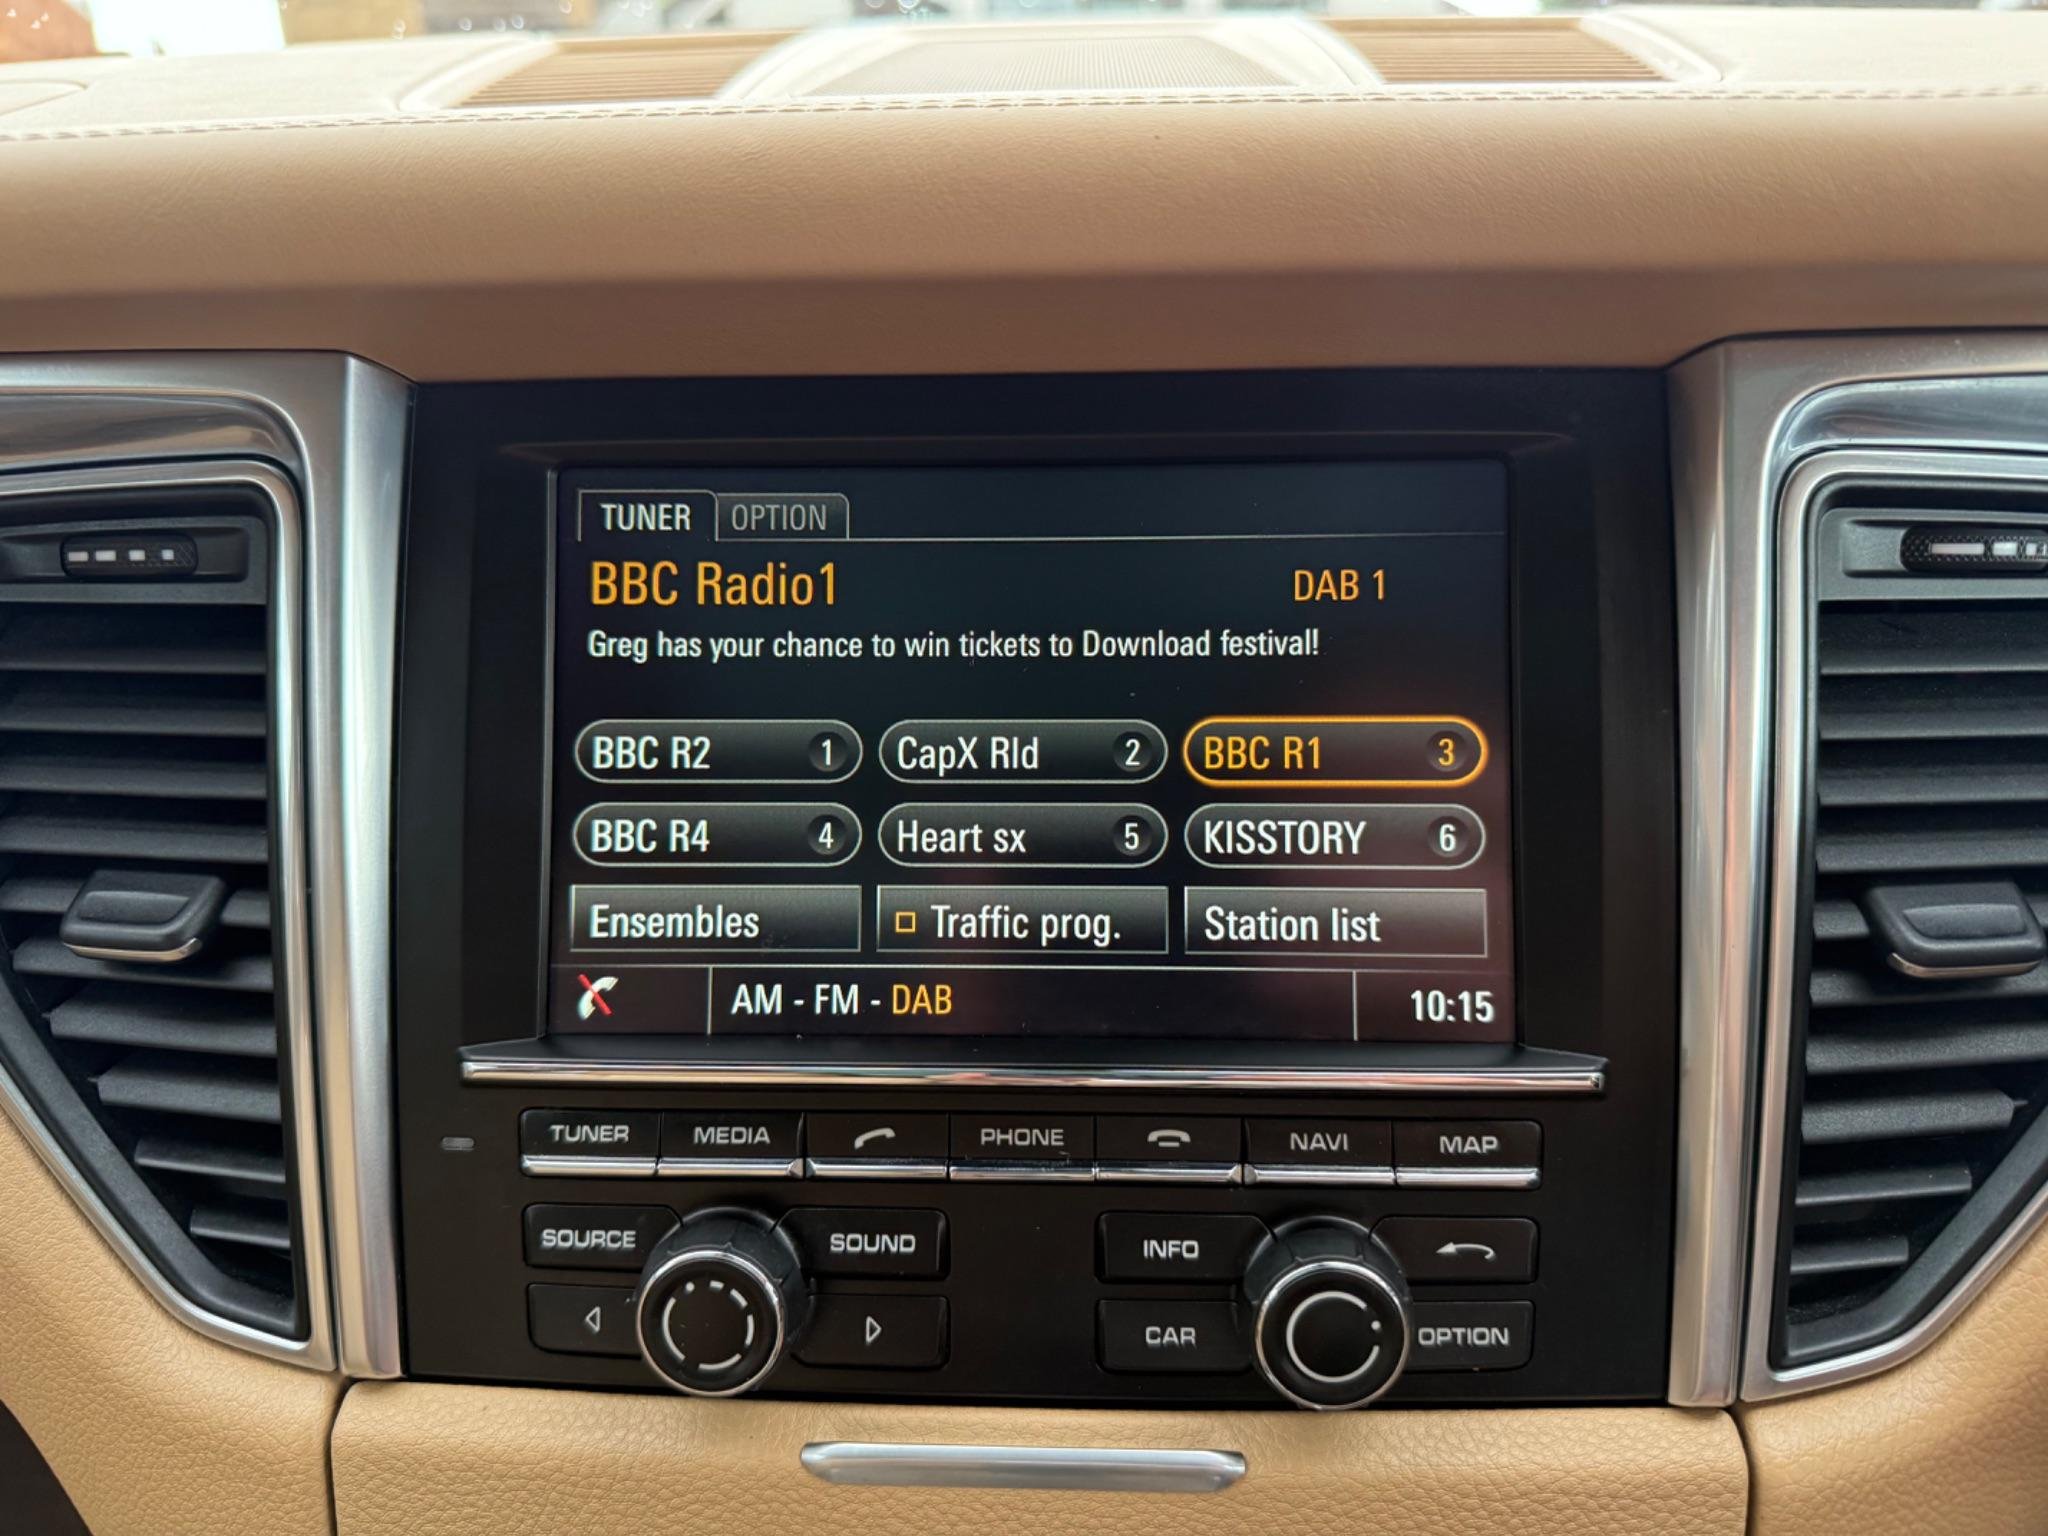 TUNER OPTION
BBC Radio1 DAB 1
Greg has your chance to win tickets to Download festival!
BBC R2 1 CapX Rld 2 BBC R1 3
BBC R4 4 Heart sx 5 KISSTORY 6
Ensembles Traffic prog. Station list
AM - FM - DAB 10:15
TUNER MEDIA PHONE NAVI MAP
SOURCE SOUND INFO
CAR OPTION